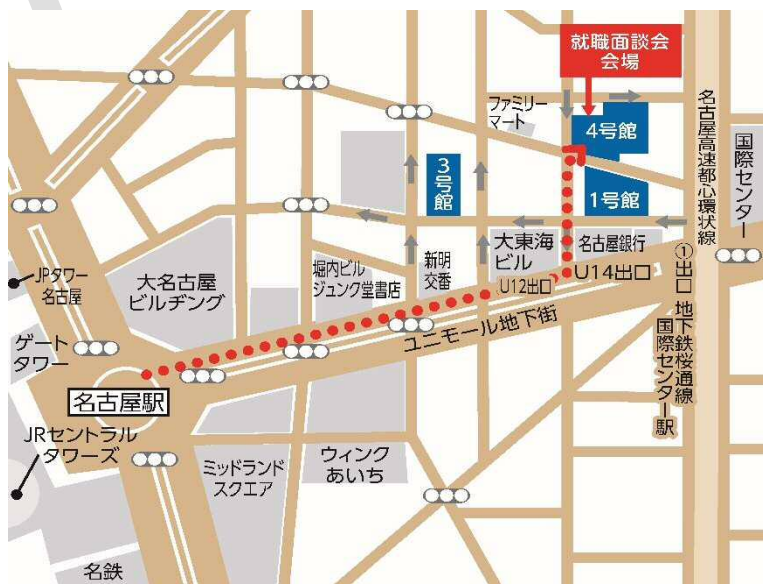 就職面談会
会場
ファミリー
マート
4号館
3号館
1号館
名古屋高速都心環状線
国際センター
JPタワー
名古屋
大名古屋
ビルヂング
堀内ビル
ジュンク堂書店
新明
交番
大東海
ビル
名古屋銀行
U12出口
U14出口
①出口 地下鉄桜通線
国際センター駅
ゲート
タワー
ユニモール地下街
名古屋駅
JRセントラル
タワーズ
ミッドランド
スクエア
ウィンク
あいち
名鉄